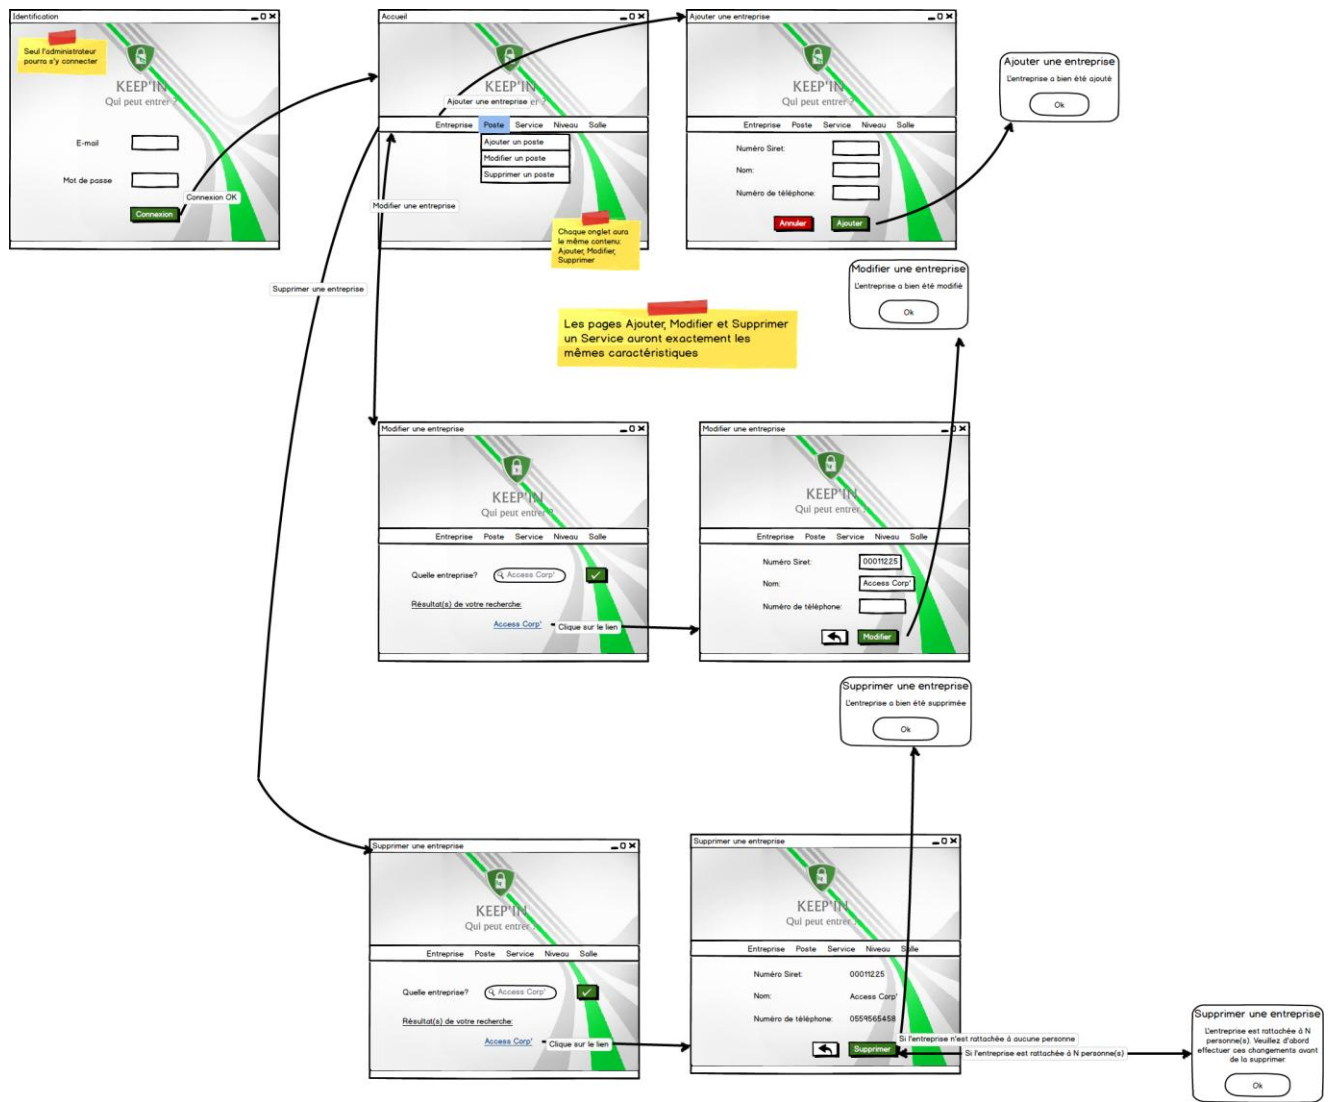 Identification
Seul l'administrateur
pourra s'y connecter
KEEP'IN
Qui peut entrer ?
E-mail
Mot de passe
Connexion
Connexion OK
Accueil
KEEP'IN
Ajouter une entreprise
er ?
Entreprise Poste Service Niveau Salle
Ajouter un poste
Modifier un poste
Supprimer un poste
Modifier une entreprise
Chaque onglet aura
le même contenu:
Ajouter, Modifier,
Supprimer
Supprimer une entreprise
Ajouter une entreprise
KEEP'IN
Qui peut entrer ?
Entreprise Poste Service Niveau Salle
Numéro Siret:
Nom:
Numéro de téléphone:
Annuler Ajouter
Ajouter une entreprise
L'entreprise a bien été ajouté
Ok
Modifier une entreprise
L'entreprise a bien été modifié
Ok
Les pages Ajouter, Modifier et Supprimer
un Service auront exactement les
mêmes caractéristiques
Modifier une entreprise
KEEP'IN
Qui peut entrer ?
Entreprise Poste Service Niveau Salle
Quelle entreprise? Access Corp'
Résultat(s) de votre recherche:
Access Corp'
Clique sur le lien
Modifier une entreprise
KEEP'IN
Qui peut entrer ?
Entreprise Poste Service Niveau Salle
Numéro Siret: 00011225
Nom: Access Corp'
Numéro de téléphone:
Modifier
Supprimer une entreprise
L'entreprise a bien été supprimée
Ok
Supprimer une entreprise
KEEP'IN
Qui peut entrer ?
Entreprise Poste Service Niveau Salle
Quelle entreprise? Access Corp'
Résultat(s) de votre recherche:
Access Corp'
Clique sur le lien
Supprimer une entreprise
KEEP'IN
Qui peut entrer ?
Entreprise Poste Service Niveau Salle
Numéro Siret: 00011225
Nom: Access Corp'
Numéro de téléphone: 0559565458
Supprimer
Si l'entreprise n'est rattachée à aucune personne
Si l'entreprise est rattachée à N personne(s)
Supprimer une entreprise
L'entreprise est rattachée à N
personne(s). Veuillez d'abord
effectuer ces changements avant
de la supprimer.
Ok